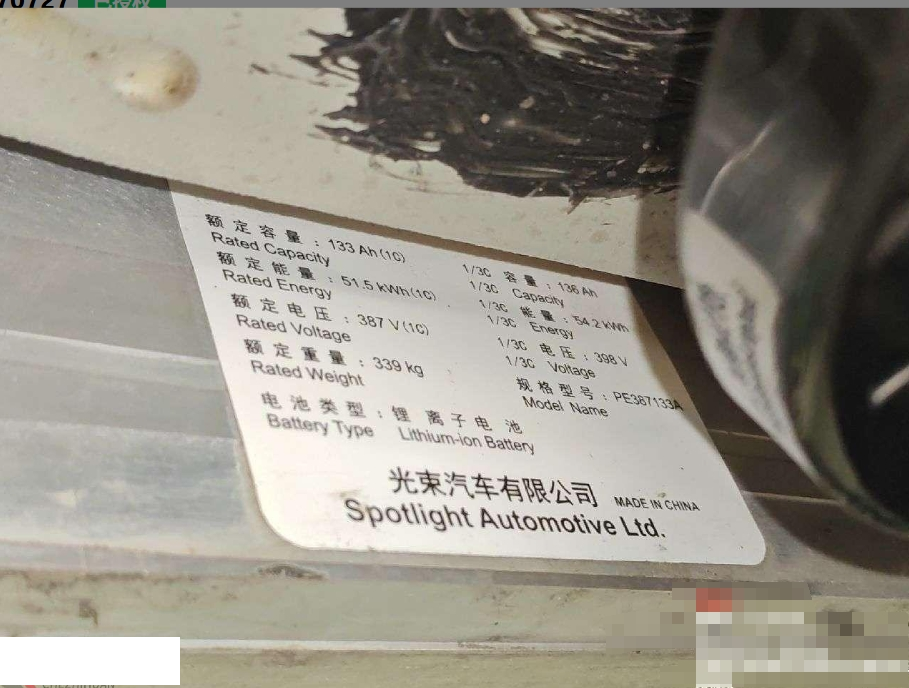 已授权
额定容量：133 Ah(1C)
Rated Capacity
1/3C 容量：136 Ah
1/3C Capacity
额定能量：51.5 kWh(1C)
Rated Energy
1/3C 能量：54.2 kWh
1/3C Energy
额定电压：387 V(1C)
Rated Voltage
1/3C 电压：398 V
1/3C Voltage
额定重量：339 kg
Rated Weight
规格型号：PE387133A
Model Name
电池类型：锂离子电池
Battery Type Lithium-ion Battery
光束汽车有限公司 MADE IN CHINA
Spotlight Automotive Ltd.